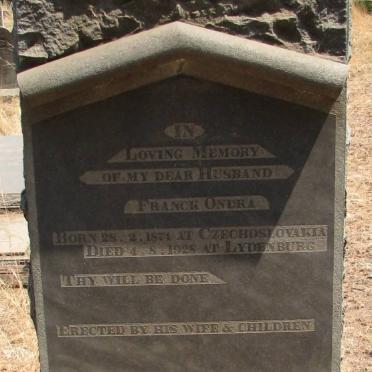 IN
LOVING MEMORY
OF MY DEAR HUSBAND
FRANCK ONDRA
BORN 28.2.1874 AT CZECHOSLOVAKIA
DIED 4.8.1928 AT LYDENBURG
THY WILL BE DONE
ERECTED BY HIS WIFE & CHILDREN